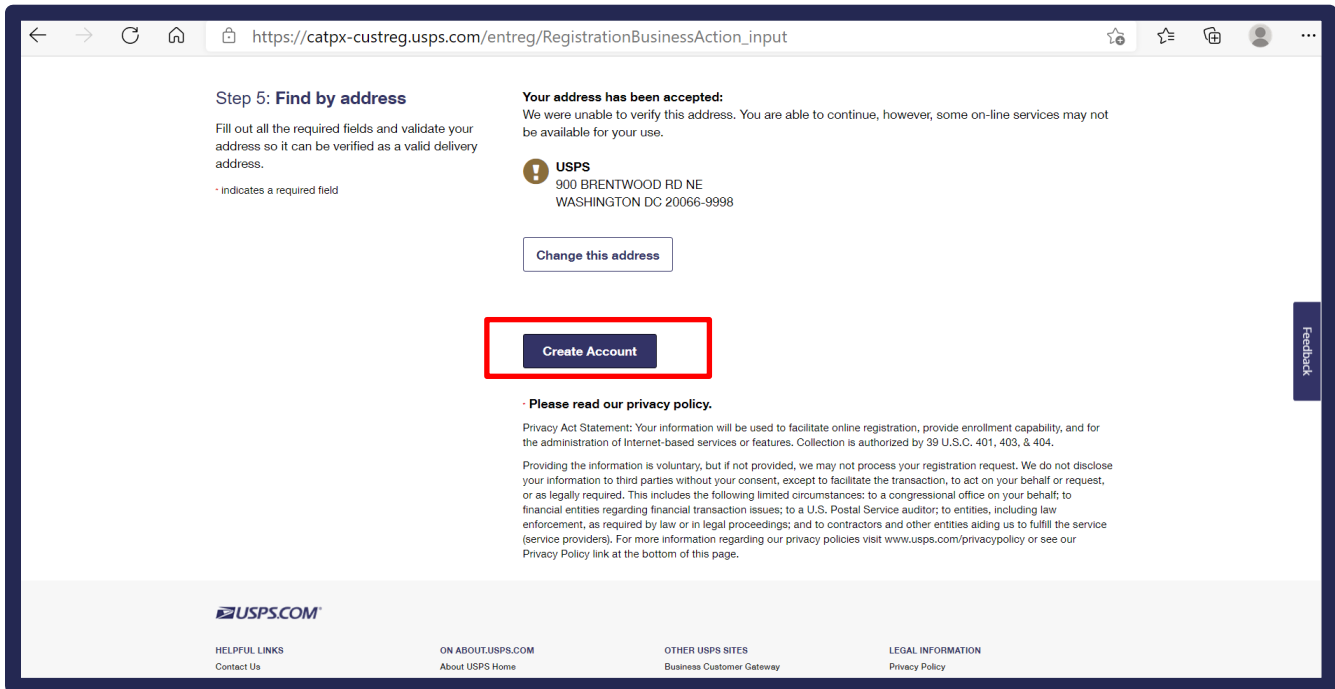 https://catpx-custreg.usps.com/entreg/RegistrationBusinessAction_input
Step 5: Find by address
Fill out all the required fields and validate your
address so it can be verified as a valid delivery
address.
* indicates a required field
Your address has been accepted:
We were unable to verify this address. You are able to continue, however, some on-line services may not
be available for your use.
USPS
900 BRENTWOOD RD NE
WASHINGTON DC 20066-9998
Change this address
Create Account
Feedback
* Please read our privacy policy.
Privacy Act Statement: Your information will be used to facilitate online registration, provide enrollment capability, and for
the administration of Internet-based services or features. Collection is authorized by 39 U.S.C. 401, 403, & 404.
Providing the information is voluntary, but if not provided, we may not process your registration request. We do not disclose
your information to third parties without your consent, except to facilitate the transaction, to act on your behalf or request,
or as legally required. This includes the following limited circumstances: to a congressional office on your behalf; to
financial entities regarding financial transaction issues; to a U.S. Postal Service auditor; to entities, including law
enforcement, as required by law or in legal proceedings; and to contractors and other entities aiding us to fulfill the service
(service providers). For more information regarding our privacy policies visit www.usps.com/privacypolicy or see our
Privacy Policy link at the bottom of this page.
USPS.COM®
HELPFUL LINKS
Contact Us
ON ABOUT.USPS.COM
About USPS Home
OTHER USPS SITES
Business Customer Gateway
LEGAL INFORMATION
Privacy Policy